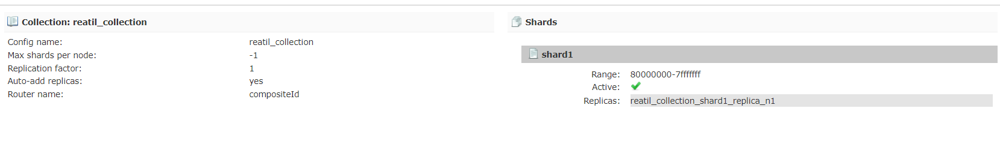 Collection: reatil_collection
Config name: reatil_collection
Max shards per node: -1
Replication factor: 1
Auto-add replicas: yes
Router name: compositeId
Shards
shard1
Range: 80000000-7fffffff
Active:
Replicas: reatil_collection_shard1_replica_n1